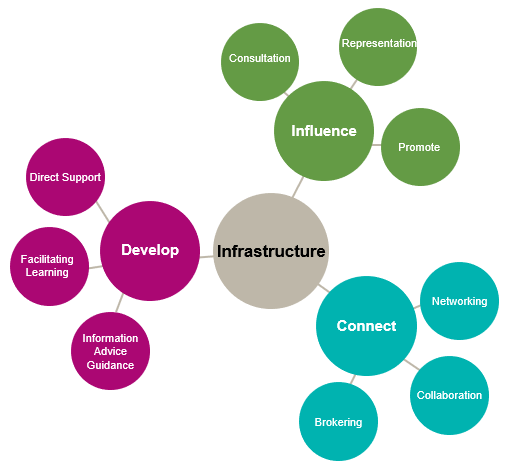 Representation
Consultation
Influence
Promote
Direct Support
Develop
Infrastructure
Facilitating
Learning
Networking
Connect
Information
Advice
Guidance
Collaboration
Brokering